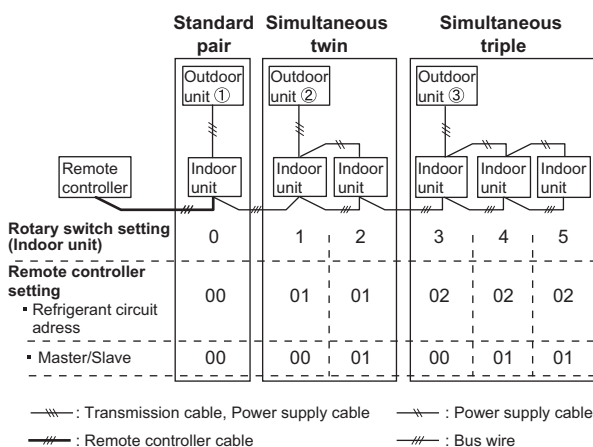 Standard pair
Simultaneous twin
Simultaneous triple
Outdoor unit ①
Outdoor unit ②
Outdoor unit ③
Remote controller
Indoor unit
Indoor unit
Indoor unit
Indoor unit
Indoor unit
Indoor unit
Rotary switch setting (Indoor unit)
0 1 2 3 4 5
Remote controller setting
▪ Refrigerant circuit adress
00 01 01 02 02 02
▪ Master/Slave
00 00 01 00 01 01
: Transmission cable, Power supply cable
: Power supply cable
: Remote controller cable
: Bus wire